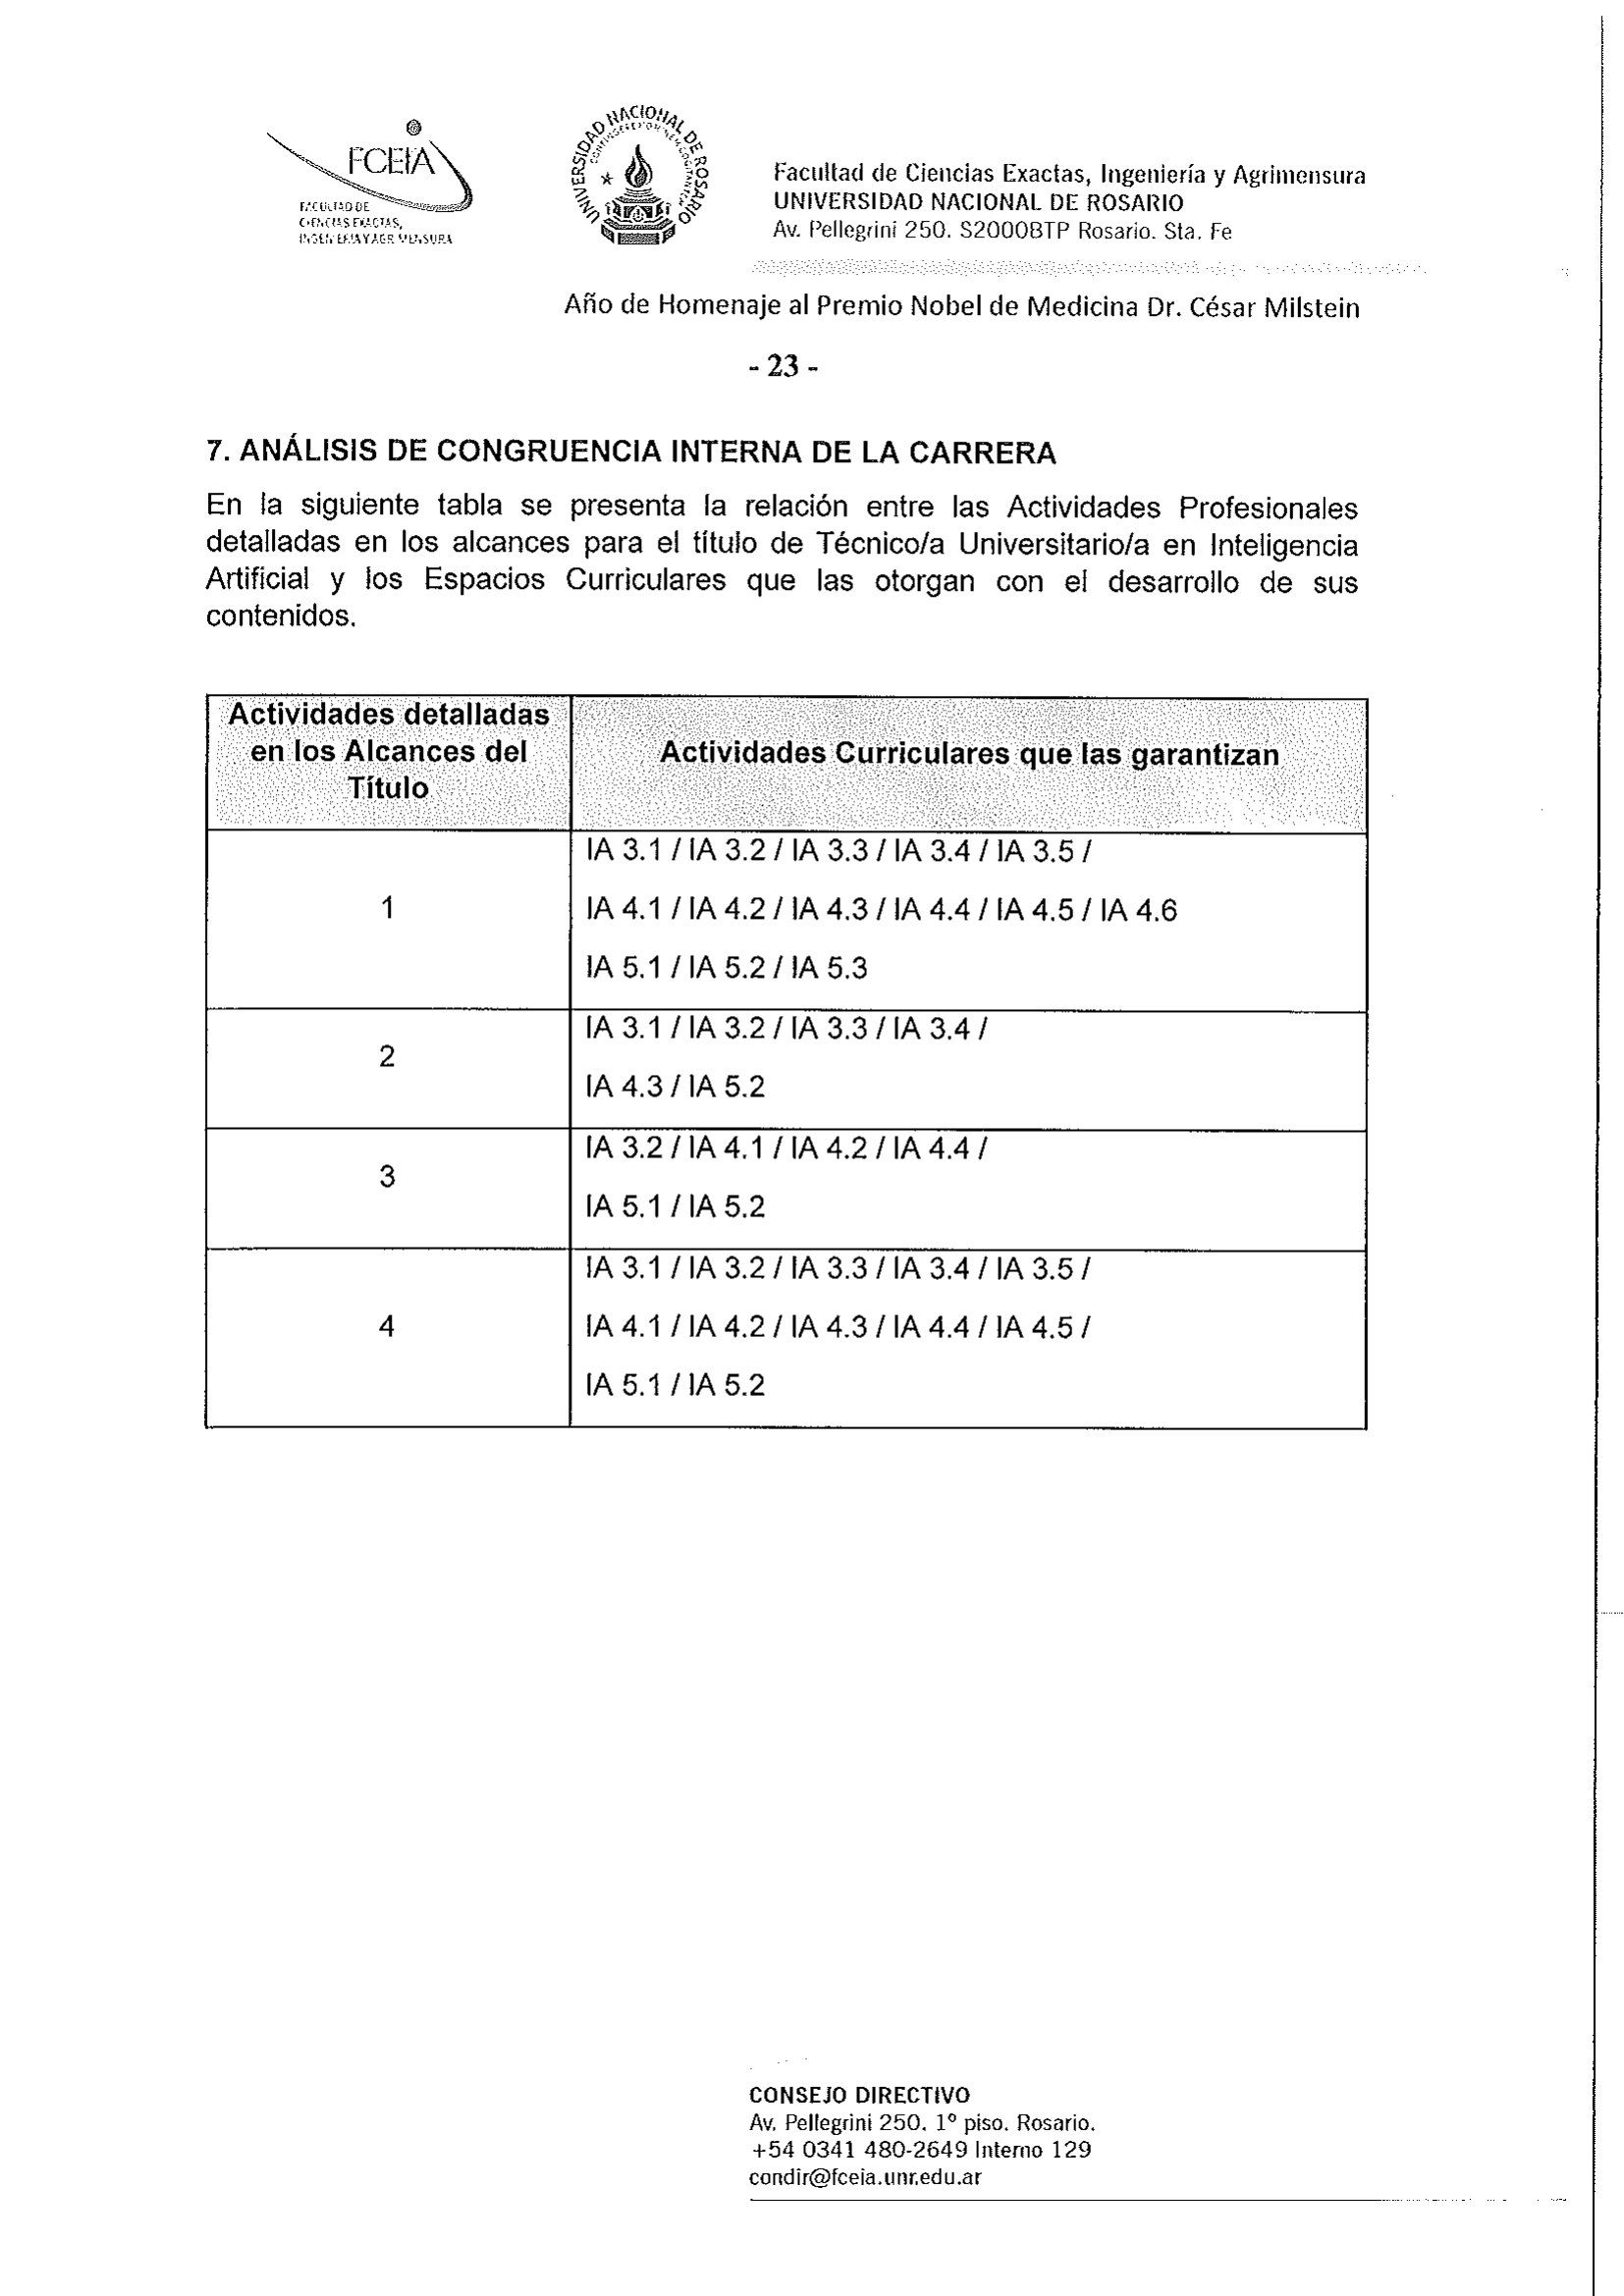 FCEIA
FACULTAD DE
CIENCIAS EXACTAS,
INGENIERIA Y AGRIMENSURA
UNIVERSIDAD NACIONAL DE ROSARIO
Facultad de Ciencias Exactas, Ingeniería y Agrimensura
UNIVERSIDAD NACIONAL DE ROSARIO
Av. Pellegrini 250. S2000BTP Rosario. Sta. Fe
Año de Homenaje al Premio Nobel de Medicina Dr. César Milstein
- 23 -
7. ANÁLISIS DE CONGRUENCIA INTERNA DE LA CARRERA
En la siguiente tabla se presenta la relación entre las Actividades Profesionales
detalladas en los alcances para el título de Técnico/a Universitario/a en Inteligencia
Artificial y los Espacios Curriculares que las otorgan con el desarrollo de sus
contenidos.
Actividades detalladas
en los Alcances del
Título
Actividades Curriculares que las garantizan
1
IA 3.1 / IA 3.2 / IA 3.3 / IA 3.4 / IA 3.5 /
IA 4.1 / IA 4.2 / IA 4.3 / IA 4.4 / IA 4.5 / IA 4.6
IA 5.1 / IA 5.2 / IA 5.3
2
IA 3.1 / IA 3.2 / IA 3.3 / IA 3.4 /
IA 4.3 / IA 5.2
3
IA 3.2 / IA 4.1 / IA 4.2 / IA 4.4 /
IA 5.1 / IA 5.2
4
IA 3.1 / IA 3.2 / IA 3.3 / IA 3.4 / IA 3.5 /
IA 4.1 / IA 4.2 / IA 4.3 / IA 4.4 / IA 4.5 /
IA 5.1 / IA 5.2
CONSEJO DIRECTIVO
Av. Pellegrini 250. 1º piso. Rosario.
+54 0341 480-2649 Interno 129
condir@fceia.unr.edu.ar